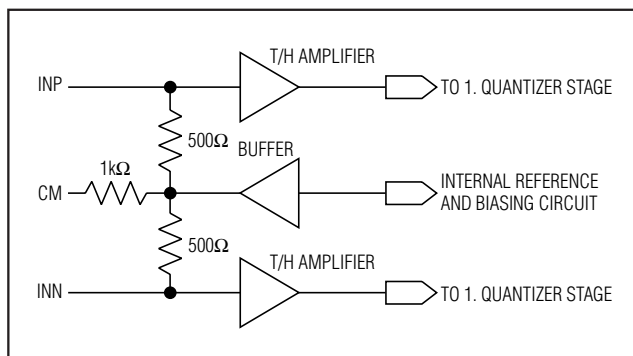 T/H AMPLIFIER
INP
TO 1. QUANTIZER STAGE
500Ω
BUFFER
1kΩ
CM
INTERNAL REFERENCE
AND BIASING CIRCUIT
500Ω
T/H AMPLIFIER
INN
TO 1. QUANTIZER STAGE